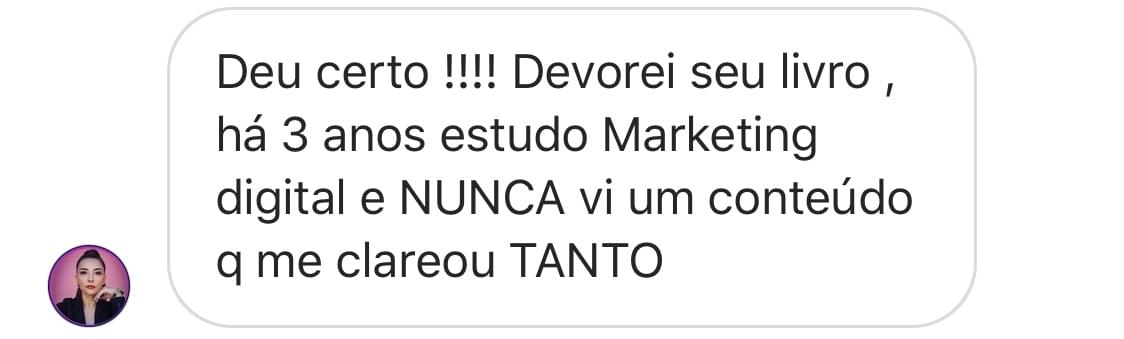 Deu certo !!!! Devorei seu livro ,
há 3 anos estudo Marketing
digital e NUNCA vi um conteúdo
q me clareou TANTO